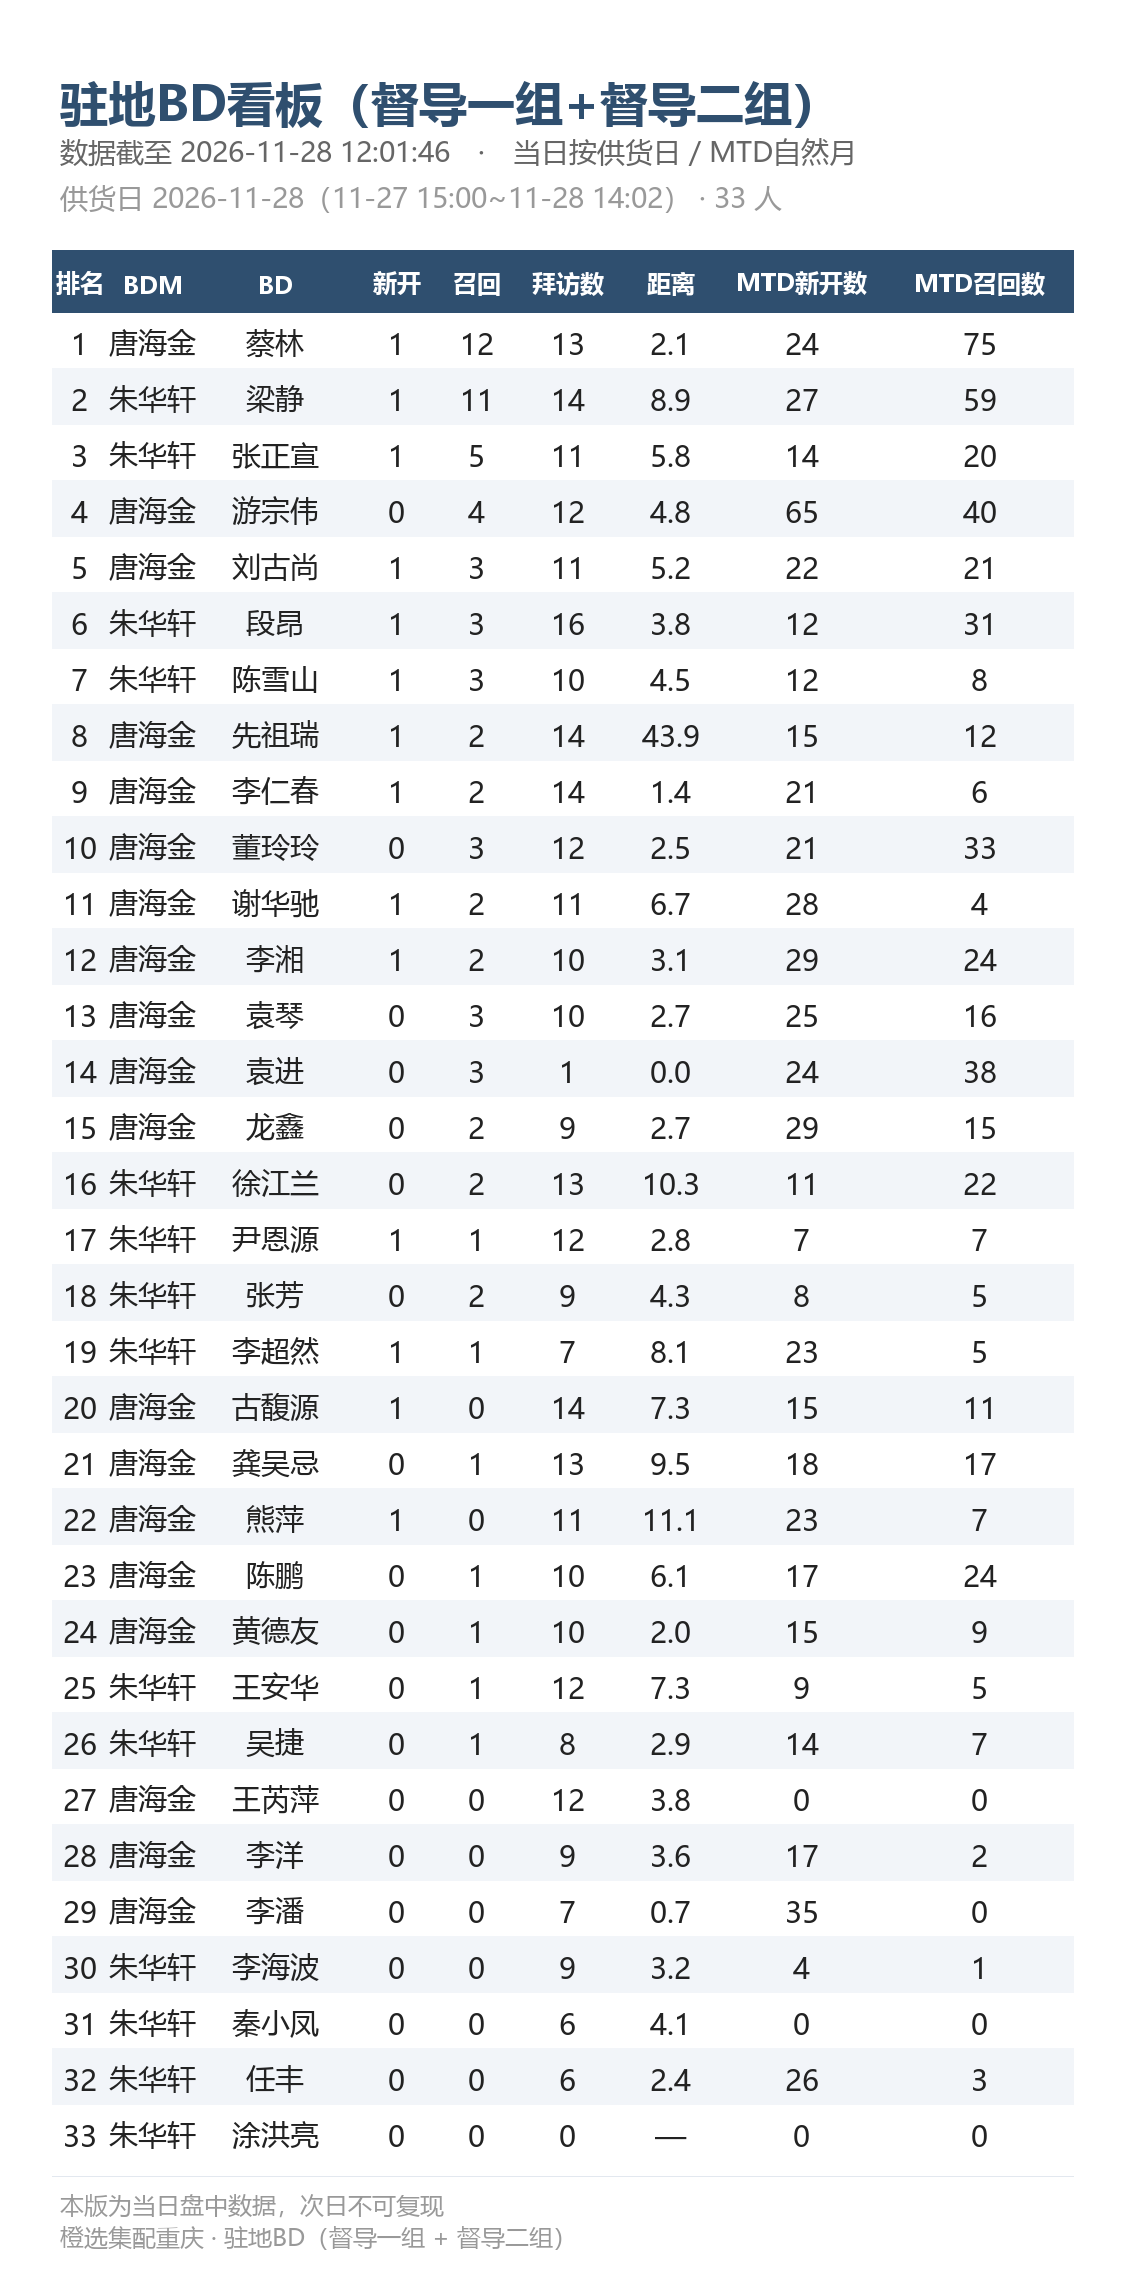 驻地BD看板（督导一组+督导二组）
数据截至 2026-11-28 12:01:46 · 当日按供货日 / MTD自然月
供货日 2026-11-28（11-27 15:00~11-28 14:02） · 33 人
排名 BDM BD 新开 召回 拜访数 距离 MTD新开数 MTD召回数
1 唐海金 蔡林 1 12 13 2.1 24 75
2 朱华轩 梁静 1 11 14 8.9 27 59
3 朱华轩 张正宣 1 5 11 5.8 14 20
4 唐海金 游宗伟 0 4 12 4.8 65 40
5 唐海金 刘古尚 1 3 11 5.2 22 21
6 朱华轩 段昂 1 3 16 3.8 12 31
7 朱华轩 陈雪山 1 3 10 4.5 12 8
8 唐海金 先祖瑞 1 2 14 43.9 15 12
9 唐海金 李仁春 1 2 14 1.4 21 6
10 唐海金 董玲玲 0 3 12 2.5 21 33
11 唐海金 谢华驰 1 2 11 6.7 28 4
12 唐海金 李湘 1 2 10 3.1 29 24
13 唐海金 袁琴 0 3 10 2.7 25 16
14 唐海金 袁进 0 3 1 0.0 24 38
15 唐海金 龙鑫 0 2 9 2.7 29 15
16 朱华轩 徐江兰 0 2 13 10.3 11 22
17 朱华轩 尹恩源 1 1 12 2.8 7 7
18 朱华轩 张芳 0 2 9 4.3 8 5
19 朱华轩 李超然 1 1 7 8.1 23 5
20 唐海金 古馥源 1 0 14 7.3 15 11
21 唐海金 龚吴忌 0 1 13 9.5 18 17
22 唐海金 熊萍 1 0 11 11.1 23 7
23 唐海金 陈鹏 0 1 10 6.1 17 24
24 唐海金 黄德友 0 1 10 2.0 15 9
25 朱华轩 王安华 0 1 12 7.3 9 5
26 朱华轩 吴捷 0 1 8 2.9 14 7
27 唐海金 王芮萍 0 0 12 3.8 0 0
28 唐海金 李洋 0 0 9 3.6 17 2
29 唐海金 李潘 0 0 7 0.7 35 0
30 朱华轩 李海波 0 0 9 3.2 4 1
31 朱华轩 秦小凤 0 0 6 4.1 0 0
32 朱华轩 任丰 0 0 6 2.4 26 3
33 朱华轩 涂洪亮 0 0 0 — 0 0
本版为当日盘中数据，次日不可复现
橙选集配重庆 · 驻地BD（督导一组 + 督导二组）